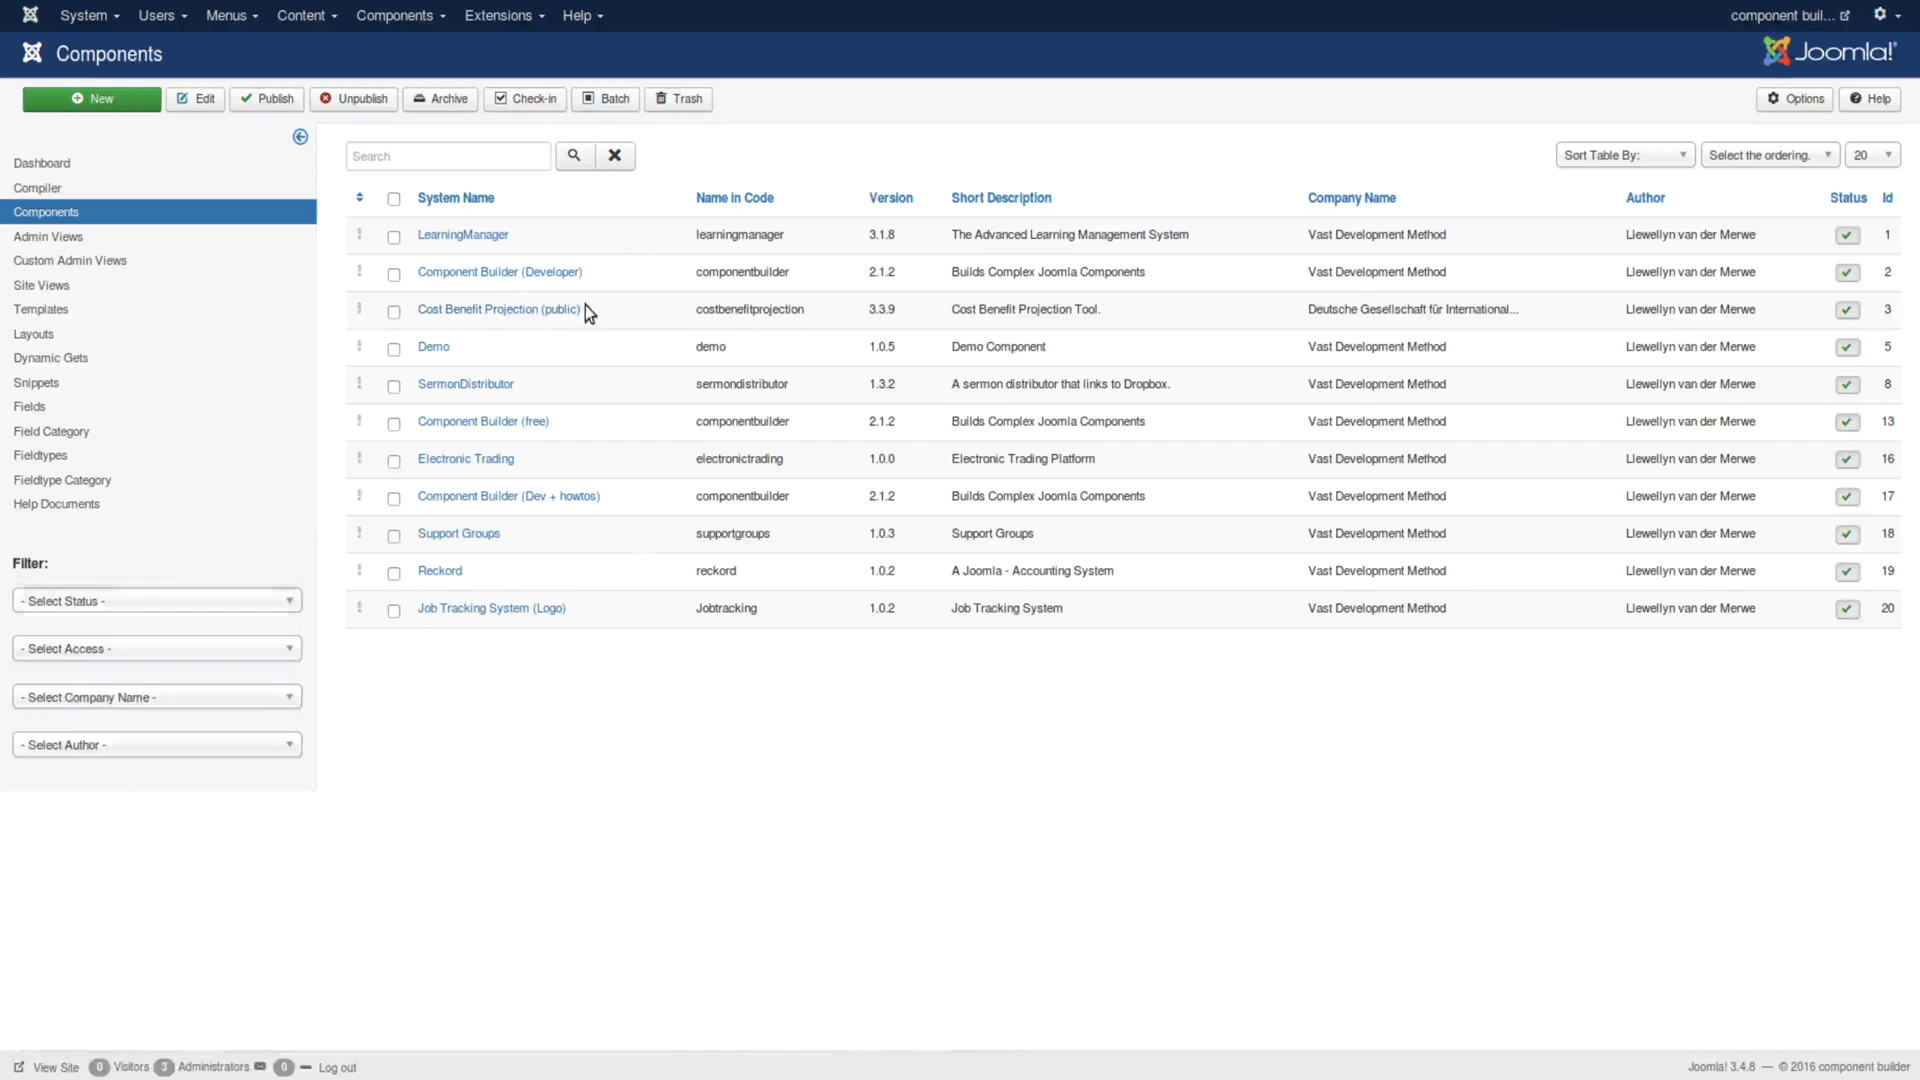 System Users Menus Content Components Extensions Help component buil...
Components Joomla!®
New Edit Publish Unpublish Archive Check-in Batch Trash Options Help
Dashboard
Compiler
Components
Admin Views
Custom Admin Views
Site Views
Templates
Layouts
Dynamic Gets
Snippets
Fields
Field Category
Fieldtypes
Fieldtype Category
Help Documents
Filter:
- Select Status -
- Select Access -
- Select Company Name -
- Select Author -
Search Sort Table By: Select the ordering. 20
System Name Name in Code Version Short Description Company Name Author Status Id
LearningManager learningmanager 3.1.8 The Advanced Learning Management System Vast Development Method Llewellyn van der Merwe 1
Component Builder (Developer) componentbuilder 2.1.2 Builds Complex Joomla Components Vast Development Method Llewellyn van der Merwe 2
Cost Benefit Projection (public) costbenefitprojection 3.3.9 Cost Benefit Projection Tool. Deutsche Gesellschaft für International... Llewellyn van der Merwe 3
Demo demo 1.0.5 Demo Component Vast Development Method Llewellyn van der Merwe 5
SermonDistributor sermondistributor 1.3.2 A sermon distributor that links to Dropbox. Vast Development Method Llewellyn van der Merwe 8
Component Builder (free) componentbuilder 2.1.2 Builds Complex Joomla Components Vast Development Method Llewellyn van der Merwe 13
Electronic Trading electronictrading 1.0.0 Electronic Trading Platform Vast Development Method Llewellyn van der Merwe 16
Component Builder (Dev + howtos) componentbuilder 2.1.2 Builds Complex Joomla Components Vast Development Method Llewellyn van der Merwe 17
Support Groups supportgroups 1.0.3 Support Groups Vast Development Method Llewellyn van der Merwe 18
Reckord reckord 1.0.2 A Joomla - Accounting System Vast Development Method Llewellyn van der Merwe 19
Job Tracking System (Logo) Jobtracking 1.0.2 Job Tracking System Vast Development Method Llewellyn van der Merwe 20
View Site 0 Visitors 3 Administrators 0 Log out Joomla! 3.4.8 — © 2016 component builder